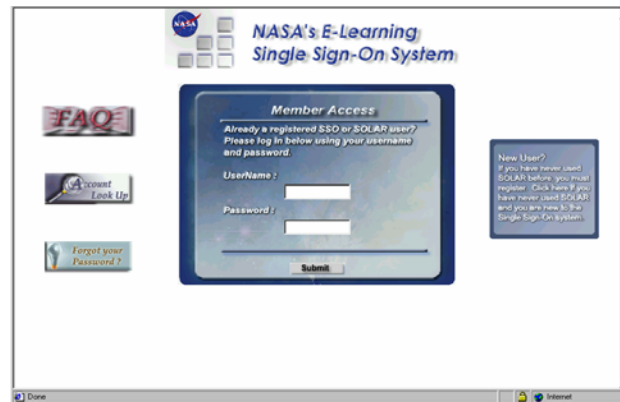 NASA
NASA's E-Learning
Single Sign-On System
FAQ
Account
Look Up
Forgot your
Password ?
Member Access
Already a registered SSO or SOLAR user?
Please log in below using your username
and password.
UserName :
Password :
Submit
New User?
If you have never used
SOLAR before, you must
register. Click here if you
have never used SOLAR
and you are new to the
Single Sign-On system.
Done
Internet